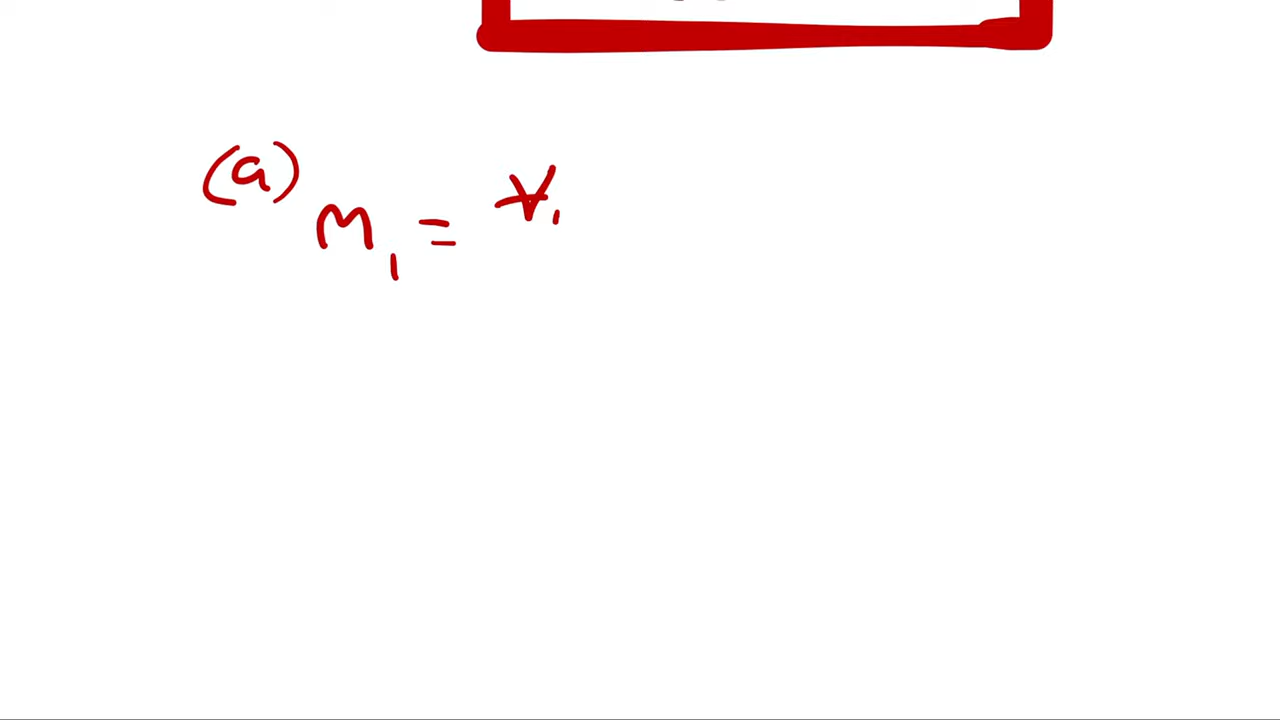 (a) m₁ = V̶₁